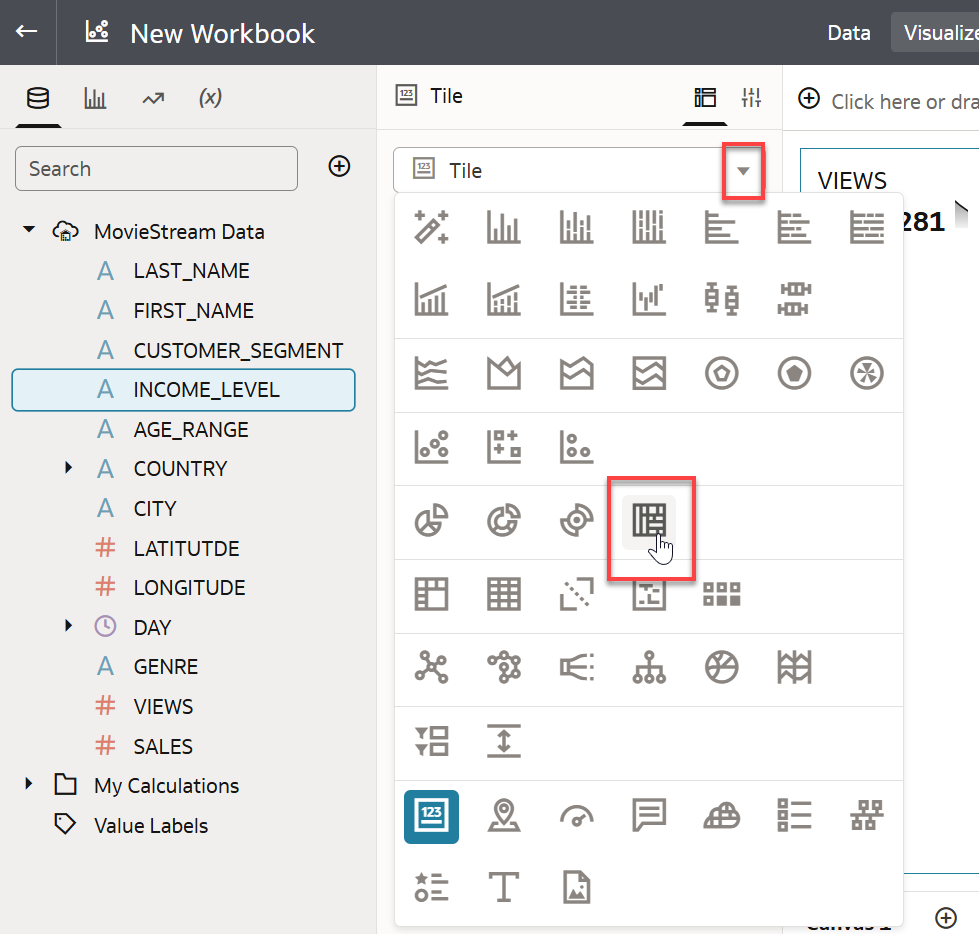 New Workbook
Data
Visualize
(x)
Tile
Click here or dra
Search
Tile
VIEWS
281
MovieStream Data
A LAST_NAME
A FIRST_NAME
A CUSTOMER_SEGMENT
A INCOME_LEVEL
A AGE_RANGE
A COUNTRY
A CITY
# LATITUTDE
# LONGITUDE
DAY
A GENRE
# VIEWS
# SALES
My Calculations
Value Labels
123
T
Canvas 1